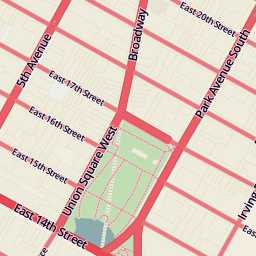 East 20th Street
Broadway
5th Avenue
Park Avenue South
East 17th Street
East 16th Street
Union Square West
East 15th Street
Irving
East 14th Street